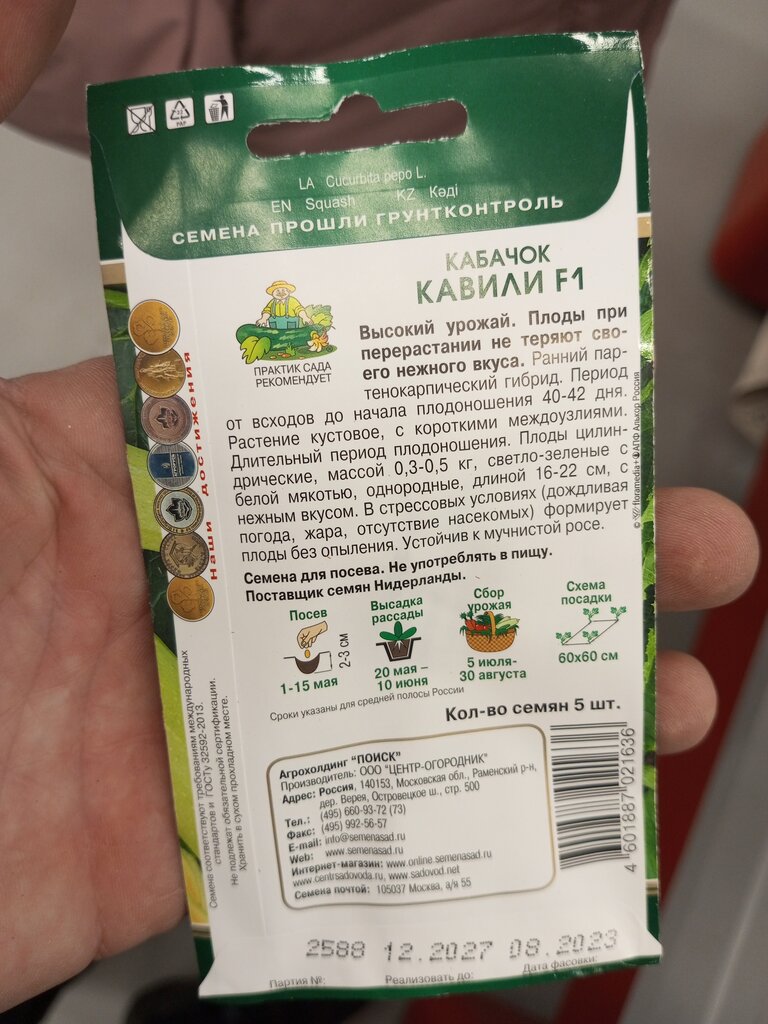 22
PAP
LA Cucurbita pepo L.
EN Squash KZ Кәді
СЕМЕНА ПРОШЛИ ГРУНТКОНТРОЛЬ
КАБАЧОК
КАВИЛИ F1
ПРАКТИК САДА
РЕКОМЕНДУЕТ
Высокий урожай. Плоды при
перерастании не теряют сво-
его нежного вкуса. Ранний пар-
тенокарпический гибрид. Период
от всходов до начала плодоношения 40-42 дня.
Растение кустовое, с короткими междоузлиями.
Длительный период плодоношения. Плоды цилин-
дрические, массой 0,3-0,5 кг, светло-зеленые с
белой мякотью, однородные, длиной 16-22 см, с
нежным вкусом. В стрессовых условиях (дождливая
погода, жара, отсутствие насекомых) формирует
плоды без опыления. Устойчив к мучнистой росе.
Семена для посева. Не употреблять в пищу.
Поставщик семян Нидерланды.
Наши достижения
Посев
2-3 см
1-15 мая
Высадка
рассады
20 мая –
10 июня
Сбор
урожая
5 июля-
30 августа
Схема
посадки
60х60 см
Сроки указаны для средней полосы России
Кол-во семян 5 шт.
Семена соответствуют требованиям международных
стандартов и ГОСТу 32592-2013.
Не подлежат обязательной сертификации.
Хранить в сухом прохладном месте.
Агрохолдинг "ПОИСК"
Производитель: ООО "ЦЕНТР-ОГОРОДНИК"
Адрес: Россия, 140153, Московская обл., Раменский р-н,
дер. Верея, Островецкое ш., стр. 500
Тел.: (495) 660-93-72 (73)
Факс: (495) 992-56-57
E-mail: info@semenasad.ru
Web: www.semenasad.ru
Интернет-магазин: www.online.semenasad.ru
www.centrsadovoda.ru, www.sadovod.net
Семена почтой: 105037 Москва, а/я 55
4 601887 021636
2588 12.2027 08.2023
Партия №: Реализовать до: Дата фасовки: